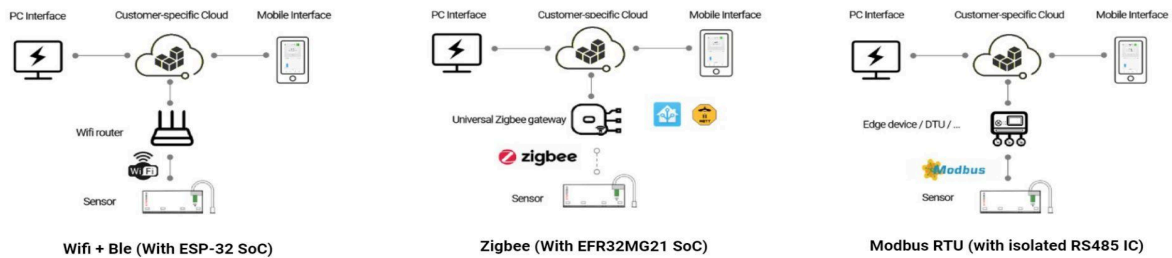 PC Interface
Customer-specific Cloud
Mobile Interface
Wifi router
WiFi
Sensor
Wifi + Ble (With ESP-32 SoC)
PC Interface
Customer-specific Cloud
Mobile Interface
Universal Zigbee gateway
zigbee
Sensor
Zigbee (With EFR32MG21 SoC)
PC Interface
Customer-specific Cloud
Mobile Interface
Edge device / DTU / ...
Modbus
Sensor
Modbus RTU (with isolated RS485 IC)